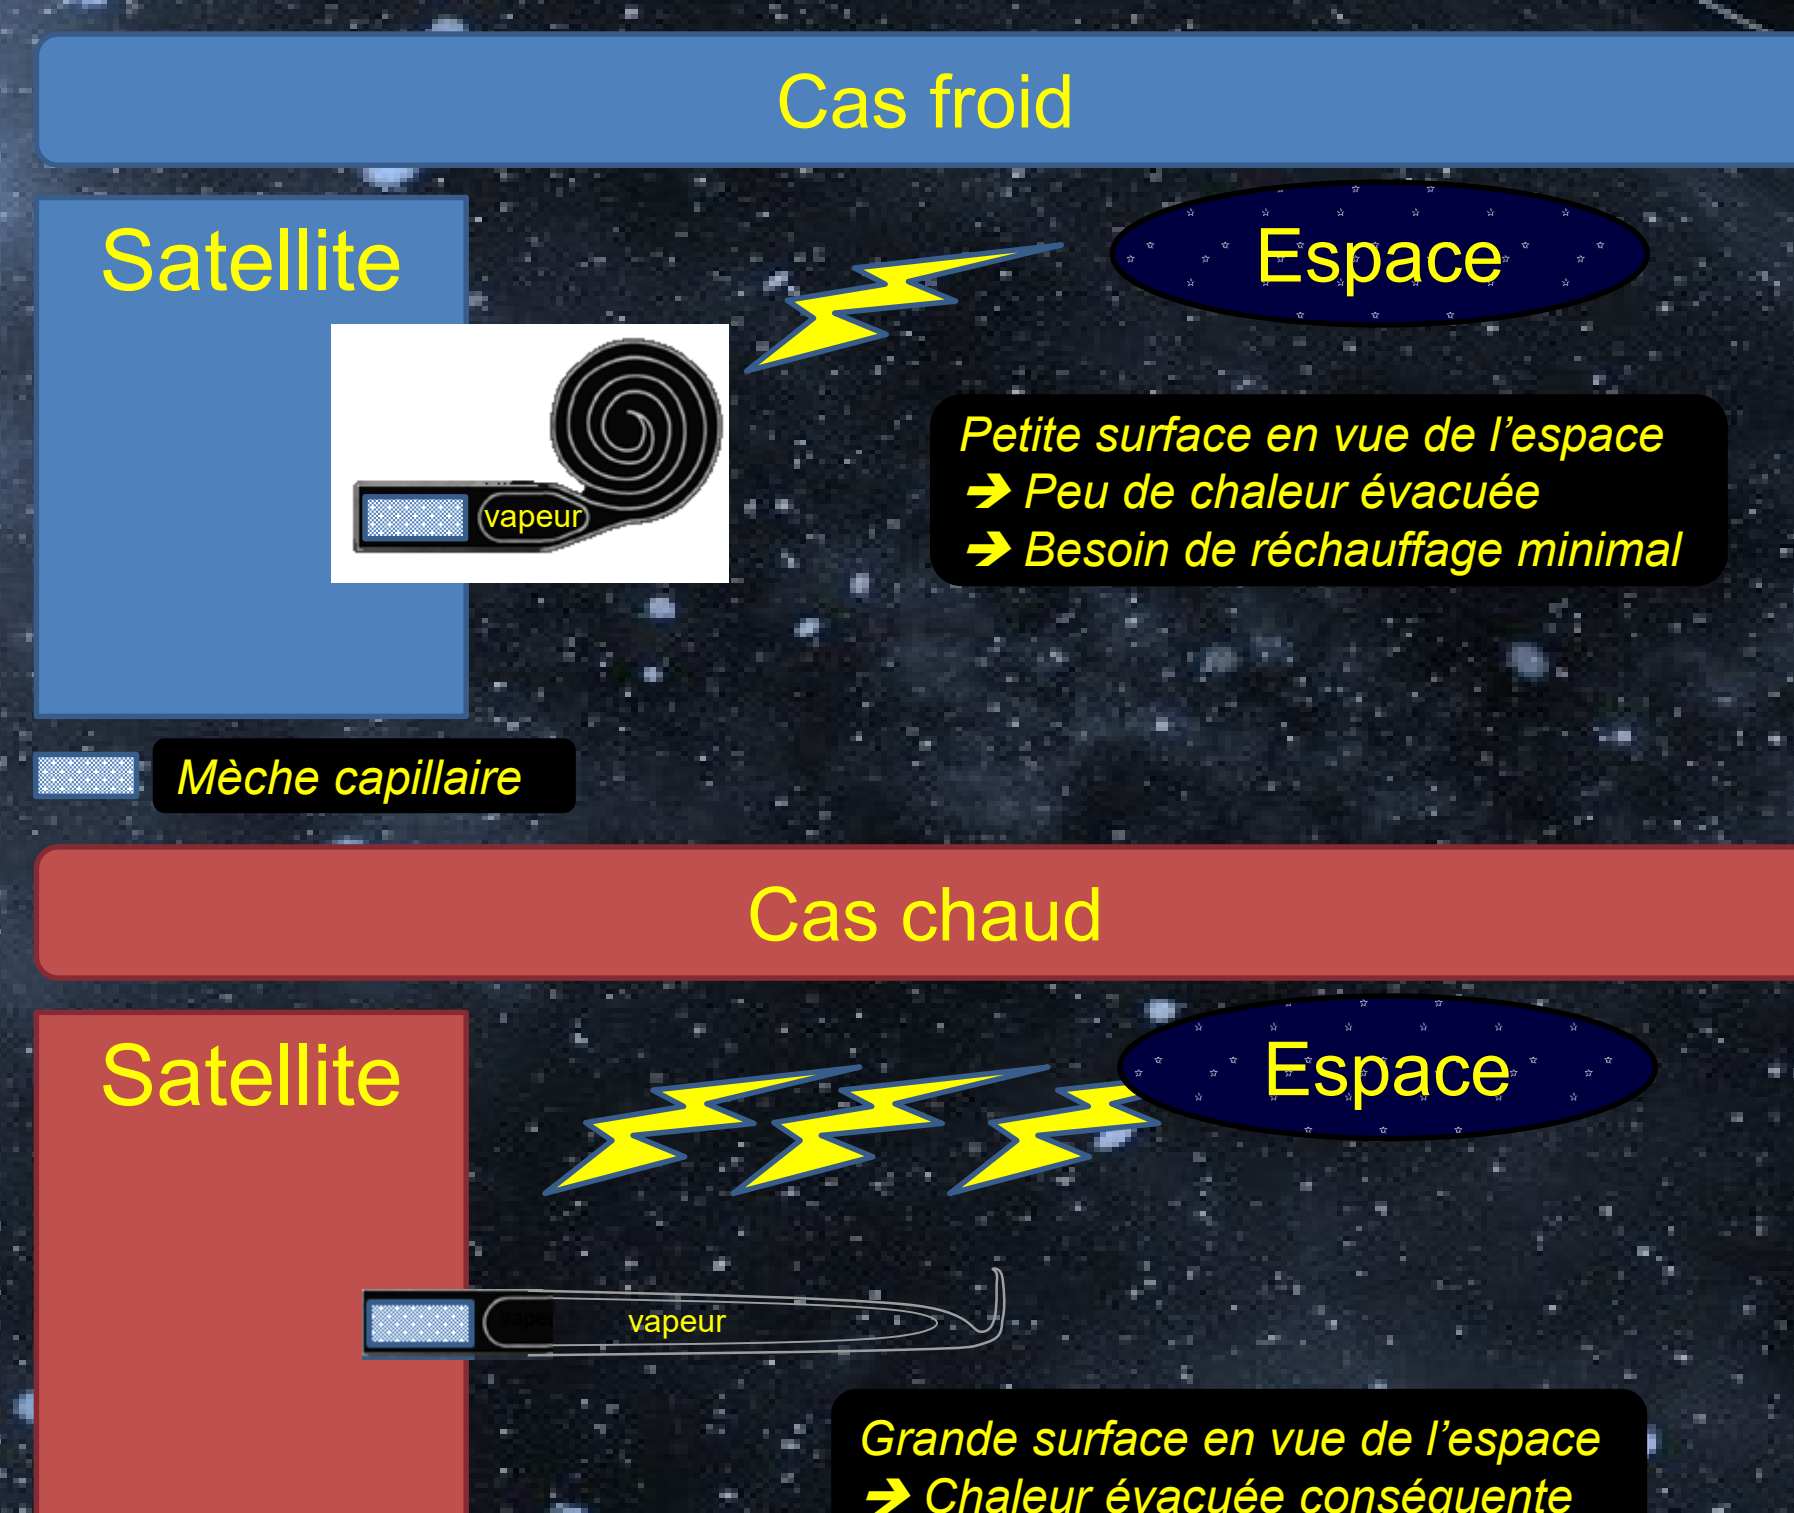 Cas froid
Satellite
Espace
vapeur
Petite surface en vue de l’espace
➔ Peu de chaleur évacuée
➔ Besoin de réchauffage minimal
Mèche capillaire
Cas chaud
Satellite
Espace
vapeur
Grande surface en vue de l’espace
➔ Chaleur évacuée conséquente